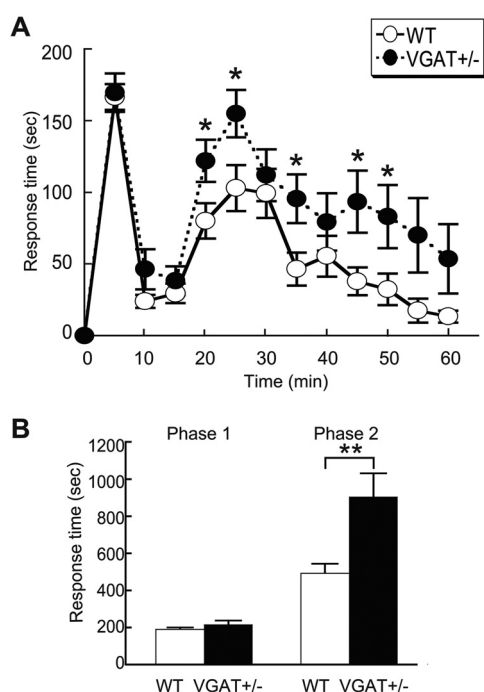 A
WT
VGAT+/-
Response time (sec)
200
150
100
50
0
* * * * *
0 10 20 30 40 50 60
Time (min)
B
Phase 1 Phase 2
Response time (sec)
1200
1000
800
600
400
200
0
**
WT VGAT+/- WT VGAT+/-